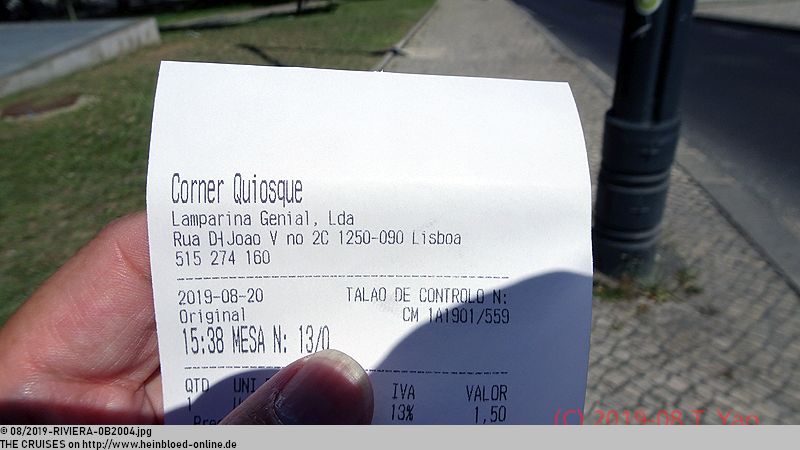 Corner Quiosque
Lamparina Genial, Lda
Rua D Joao V no 2C 1250-090 Lisboa
515 274 160
2019-08-20 TALAO DE CONTROLO N:
Original CM 1A1901/559
15:38 MESA N: 13/0
QTD UNI IVA VALOR
1 13% 1,50
(C) 2019-08 T. Yao
© 08/2019-RIVIERA-0B2004.jpg
THE CRUISES on http://www.heinbloed-online.de